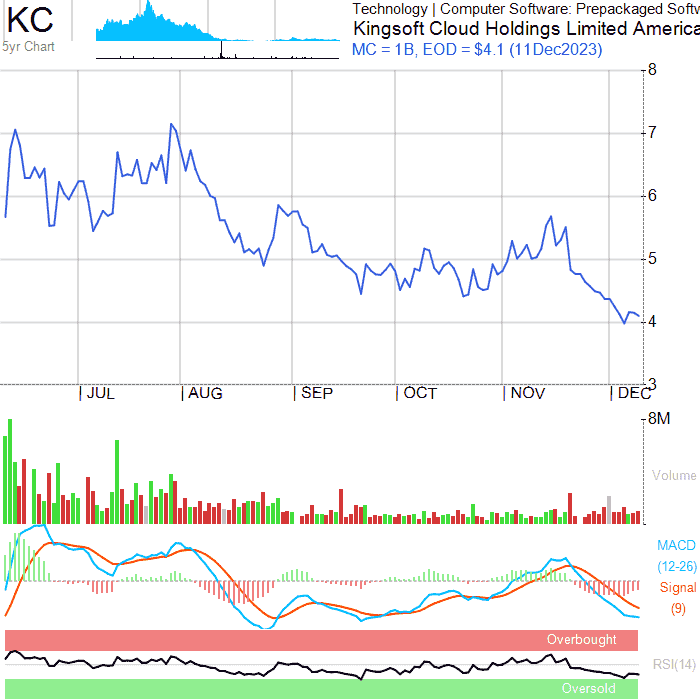 KC
5yr Chart
Technology | Computer Software: Prepackaged Softw
Kingsoft Cloud Holdings Limited America
MC = 1B, EOD = $4.1 (11Dec2023)
8
7
6
5
4
3
JUL AUG SEP OCT NOV DEC
8M
Volume
MACD
(12-26)
Signal
(9)
Overbought
RSI(14)
Oversold